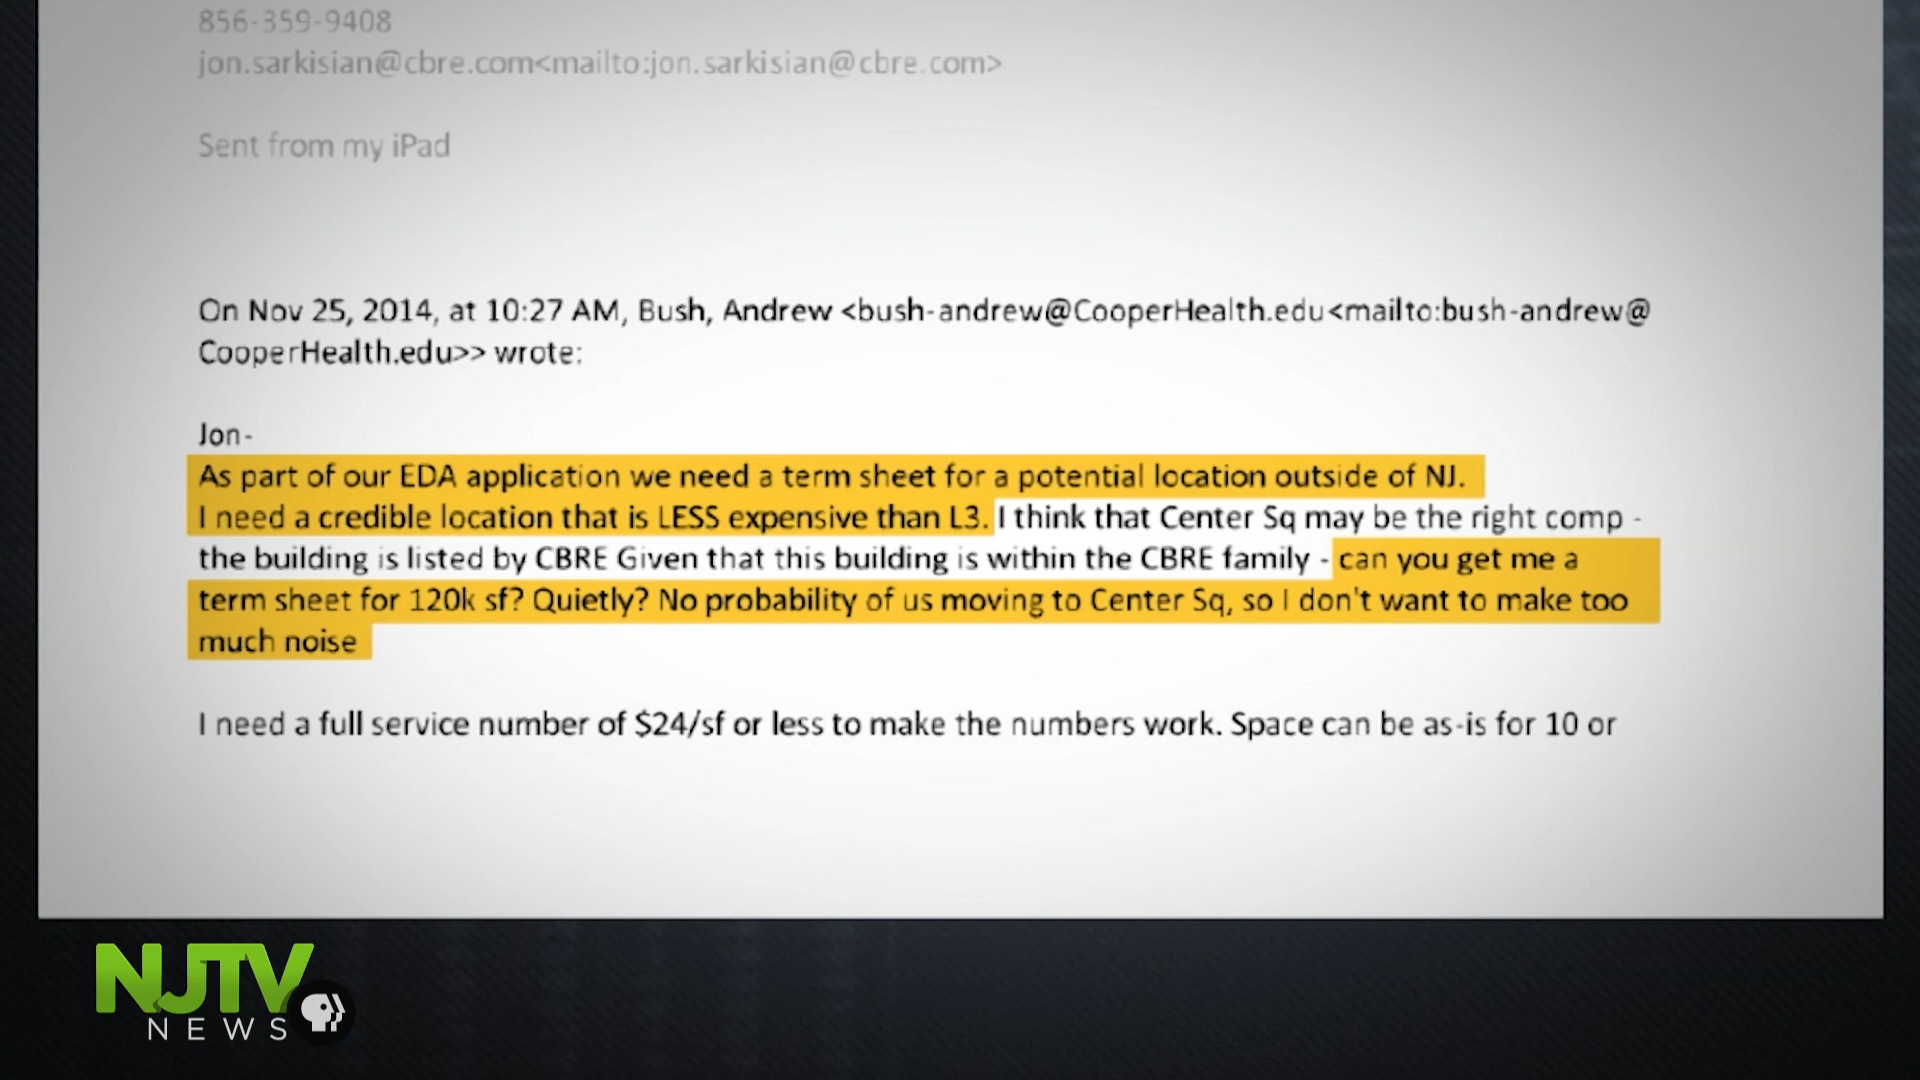 856-359-9408
jon.sarkisian@cbre.com<mailto:jon.sarkisian@cbre.com>
Sent from my iPad
On Nov 25, 2014, at 10:27 AM, Bush, Andrew <bush-andrew@CooperHealth.edu<mailto:bush-andrew@
CooperHealth.edu>> wrote:
Jon-
As part of our EDA application we need a term sheet for a potential location outside of NJ.
I need a credible location that is LESS expensive than L3. I think that Center Sq may be the right comp -
the building is listed by CBRE Given that this building is within the CBRE family - can you get me a
term sheet for 120k sf? Quietly? No probability of us moving to Center Sq, so I don't want to make too
much noise
I need a full service number of $24/sf or less to make the numbers work. Space can be as-is for 10 or
NJTV
NEWS